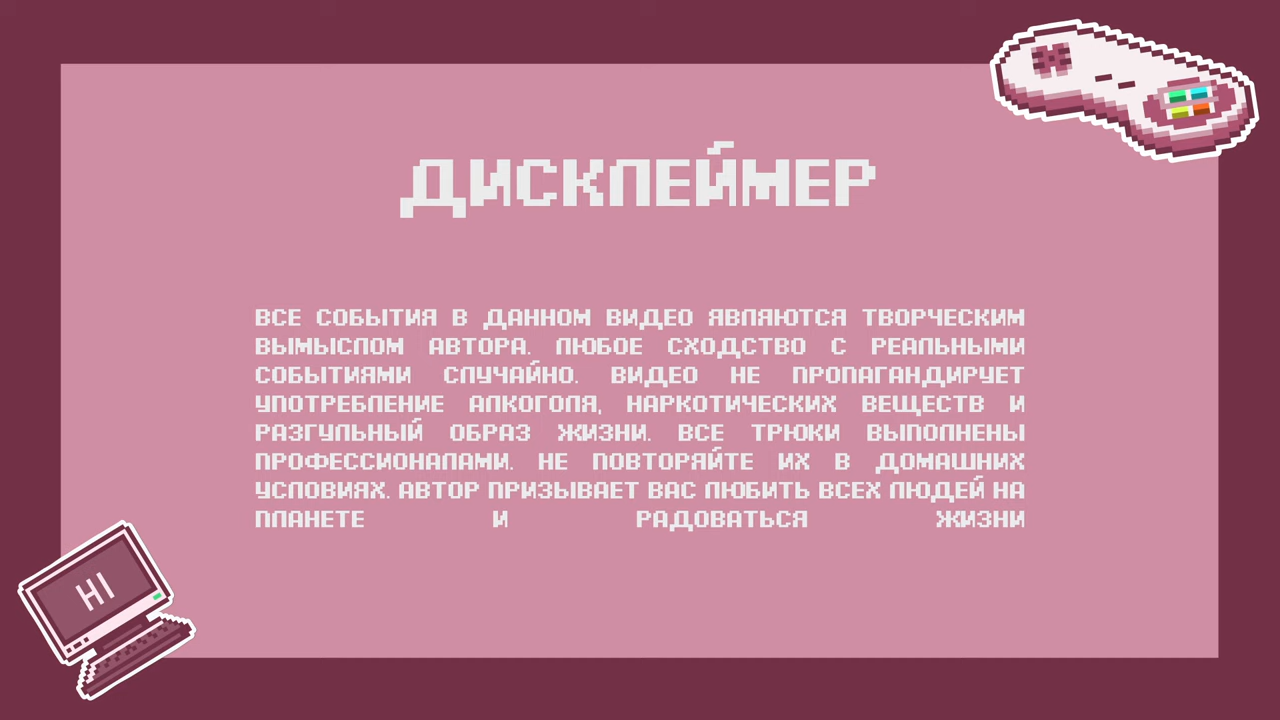 ДИСКЛЕЙМЕР
ВСЕ СОБЫТИЯ В ДАННОМ ВИДЕО ЯВЛЯЮТСЯ ТВОРЧЕСКИМ
ВЫМЫСЛОМ АВТОРА. ЛЮБОЕ СХОДСТВО С РЕАЛЬНЫМИ
СОБЫТИЯМИ СЛУЧАЙНО. ВИДЕО НЕ ПРОПАГАНДИРУЕТ
УПОТРЕБЛЕНИЕ АЛКОГОЛЯ, НАРКОТИЧЕСКИХ ВЕЩЕСТВ И
РАЗГУЛЬНЫЙ ОБРАЗ ЖИЗНИ. ВСЕ ТРЮКИ ВЫПОЛНЕНЫ
ПРОФЕССИОНАЛАМИ. НЕ ПОВТОРЯЙТЕ ИХ В ДОМАШНИХ
УСЛОВИЯХ. АВТОР ПРИЗЫВАЕТ ВАС ЛЮБИТЬ ВСЕХ ЛЮДЕЙ НА
ПЛАНЕТЕ И РАДОВАТЬСЯ ЖИЗНИ
HI